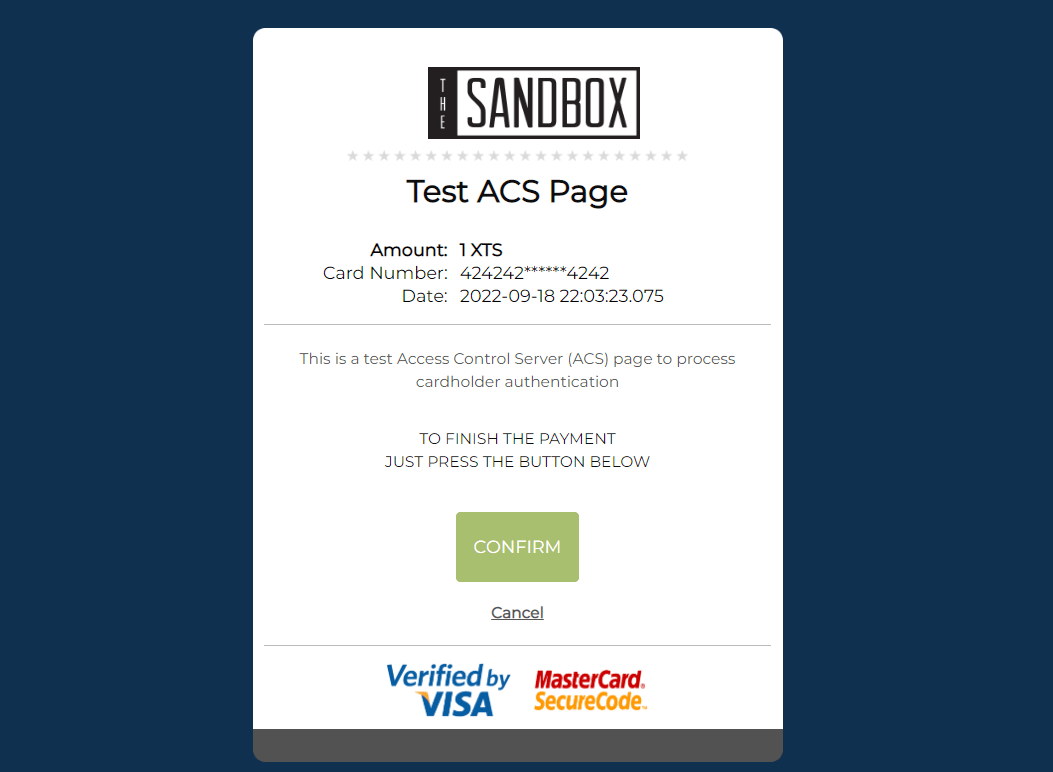 THE SANDBOX
Test ACS Page
Amount: 1 XTS
Card Number: 424242******4242
Date: 2022-09-18 22:03:23.075
This is a test Access Control Server (ACS) page to process
cardholder authentication
TO FINISH THE PAYMENT
JUST PRESS THE BUTTON BELOW
CONFIRM
Cancel
Verified by VISA
MasterCard® SecureCode™